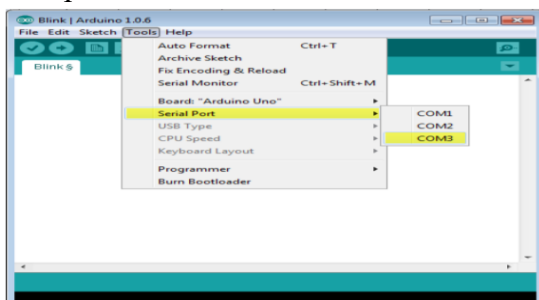 Blink | Arduino 1.0.6
File Edit Sketch Tools Help
Blink §
Auto Format Ctrl+T
Archive Sketch
Fix Encoding & Reload
Serial Monitor Ctrl+Shift+M
Board: "Arduino Uno"
Serial Port
USB Type
CPU Speed
Keyboard Layout
Programmer
Burn Bootloader
COM1
COM2
COM3